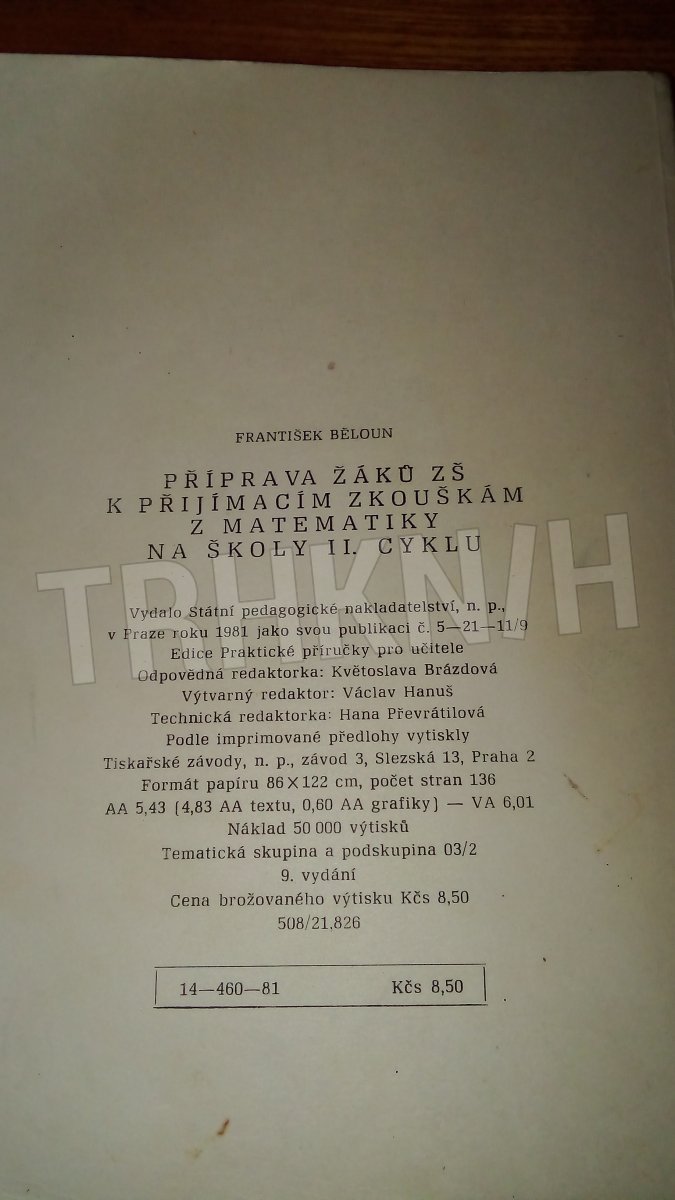 FRANTIŠEK BĚLOUN
PŘÍPRAVA ŽÁKŮ ZŠ
K PŘIJÍMACÍM ZKOUŠKÁM
Z MATEMATIKY
NA ŠKOLY II. CYKLU
TRHKNIH
Vydalo Státní pedagogické nakladatelství, n. p.,
v Praze roku 1981 jako svou publikaci č. 5—21—11/9
Edice Praktické příručky pro učitele
Odpovědná redaktorka: Květoslava Brázdová
Výtvarný redaktor: Václav Hanuš
Technická redaktorka: Hana Převrátilová
Podle imprimované předlohy vytiskly
Tiskařské závody, n. p., závod 3, Slezská 13, Praha 2
Formát papíru 86×122 cm, počet stran 136
AA 5,43 (4,83 AA textu, 0,60 AA grafiky) — VA 6,01
Náklad 50 000 výtisků
Tematická skupina a podskupina 03/2
9. vydání
Cena brožovaného výtisku Kčs 8,50
508/21,826
14—460—81 Kčs 8,50